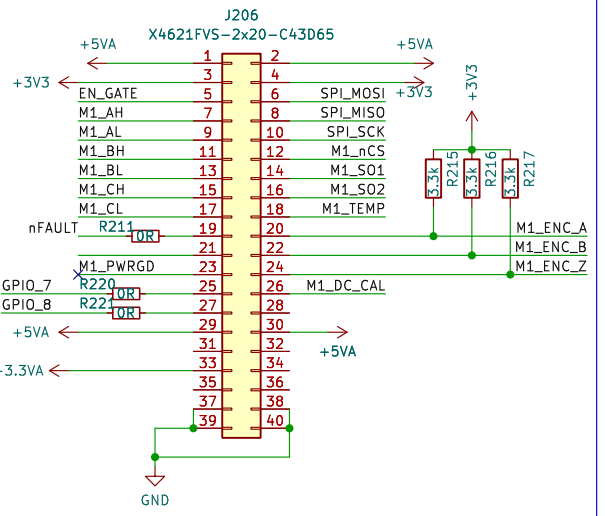 J206
X4621FVS-2x20-C43D65
+5VA 1 2 +5VA
+3V3 3 4 +3V3
EN_GATE 5 6 SPI_MOSI
M1_AH 7 8 SPI_MISO
M1_AL 9 10 SPI_SCK
M1_BH 11 12 M1_nCS
M1_BL 13 14 M1_SO1
M1_CH 15 16 M1_SO2
M1_CL 17 18 M1_TEMP
nFAULT R211 0R 19 20 M1_ENC_A
21 22 M1_ENC_B
M1_PWRGD 23 24 M1_ENC_Z
GPIO_7 R220 0R 25 26 M1_DC_CAL
GPIO_8 R221 0R 27 28
+5VA 29 30 +5VA
31 32
-3.3VA 33 34
35 36
37 38
39 40
GND
+3V3
3.3k R215 3.3k R216 3.3k R217